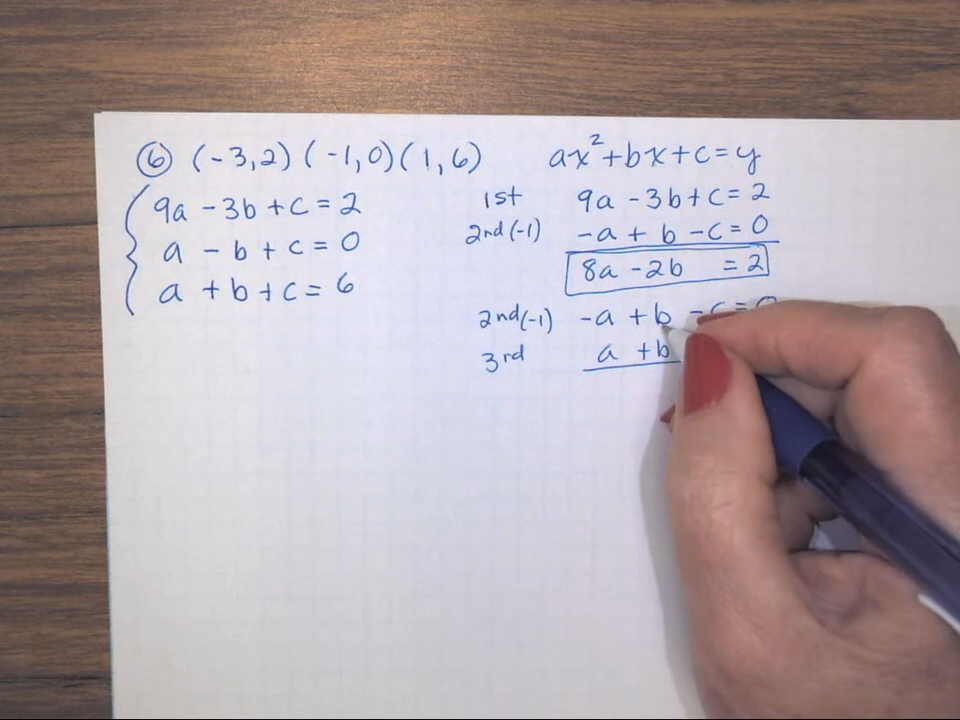 ⑥ (-3,2) (-1,0) (1,6)
9a - 3b + c = 2
a - b + c = 0
a + b + c = 6
ax² + bx + c = y
1st 9a - 3b + c = 2
2nd (-1) -a + b - c = 0
8a - 2b = 2
2nd (-1) -a + b - c = 0
3rd a + b